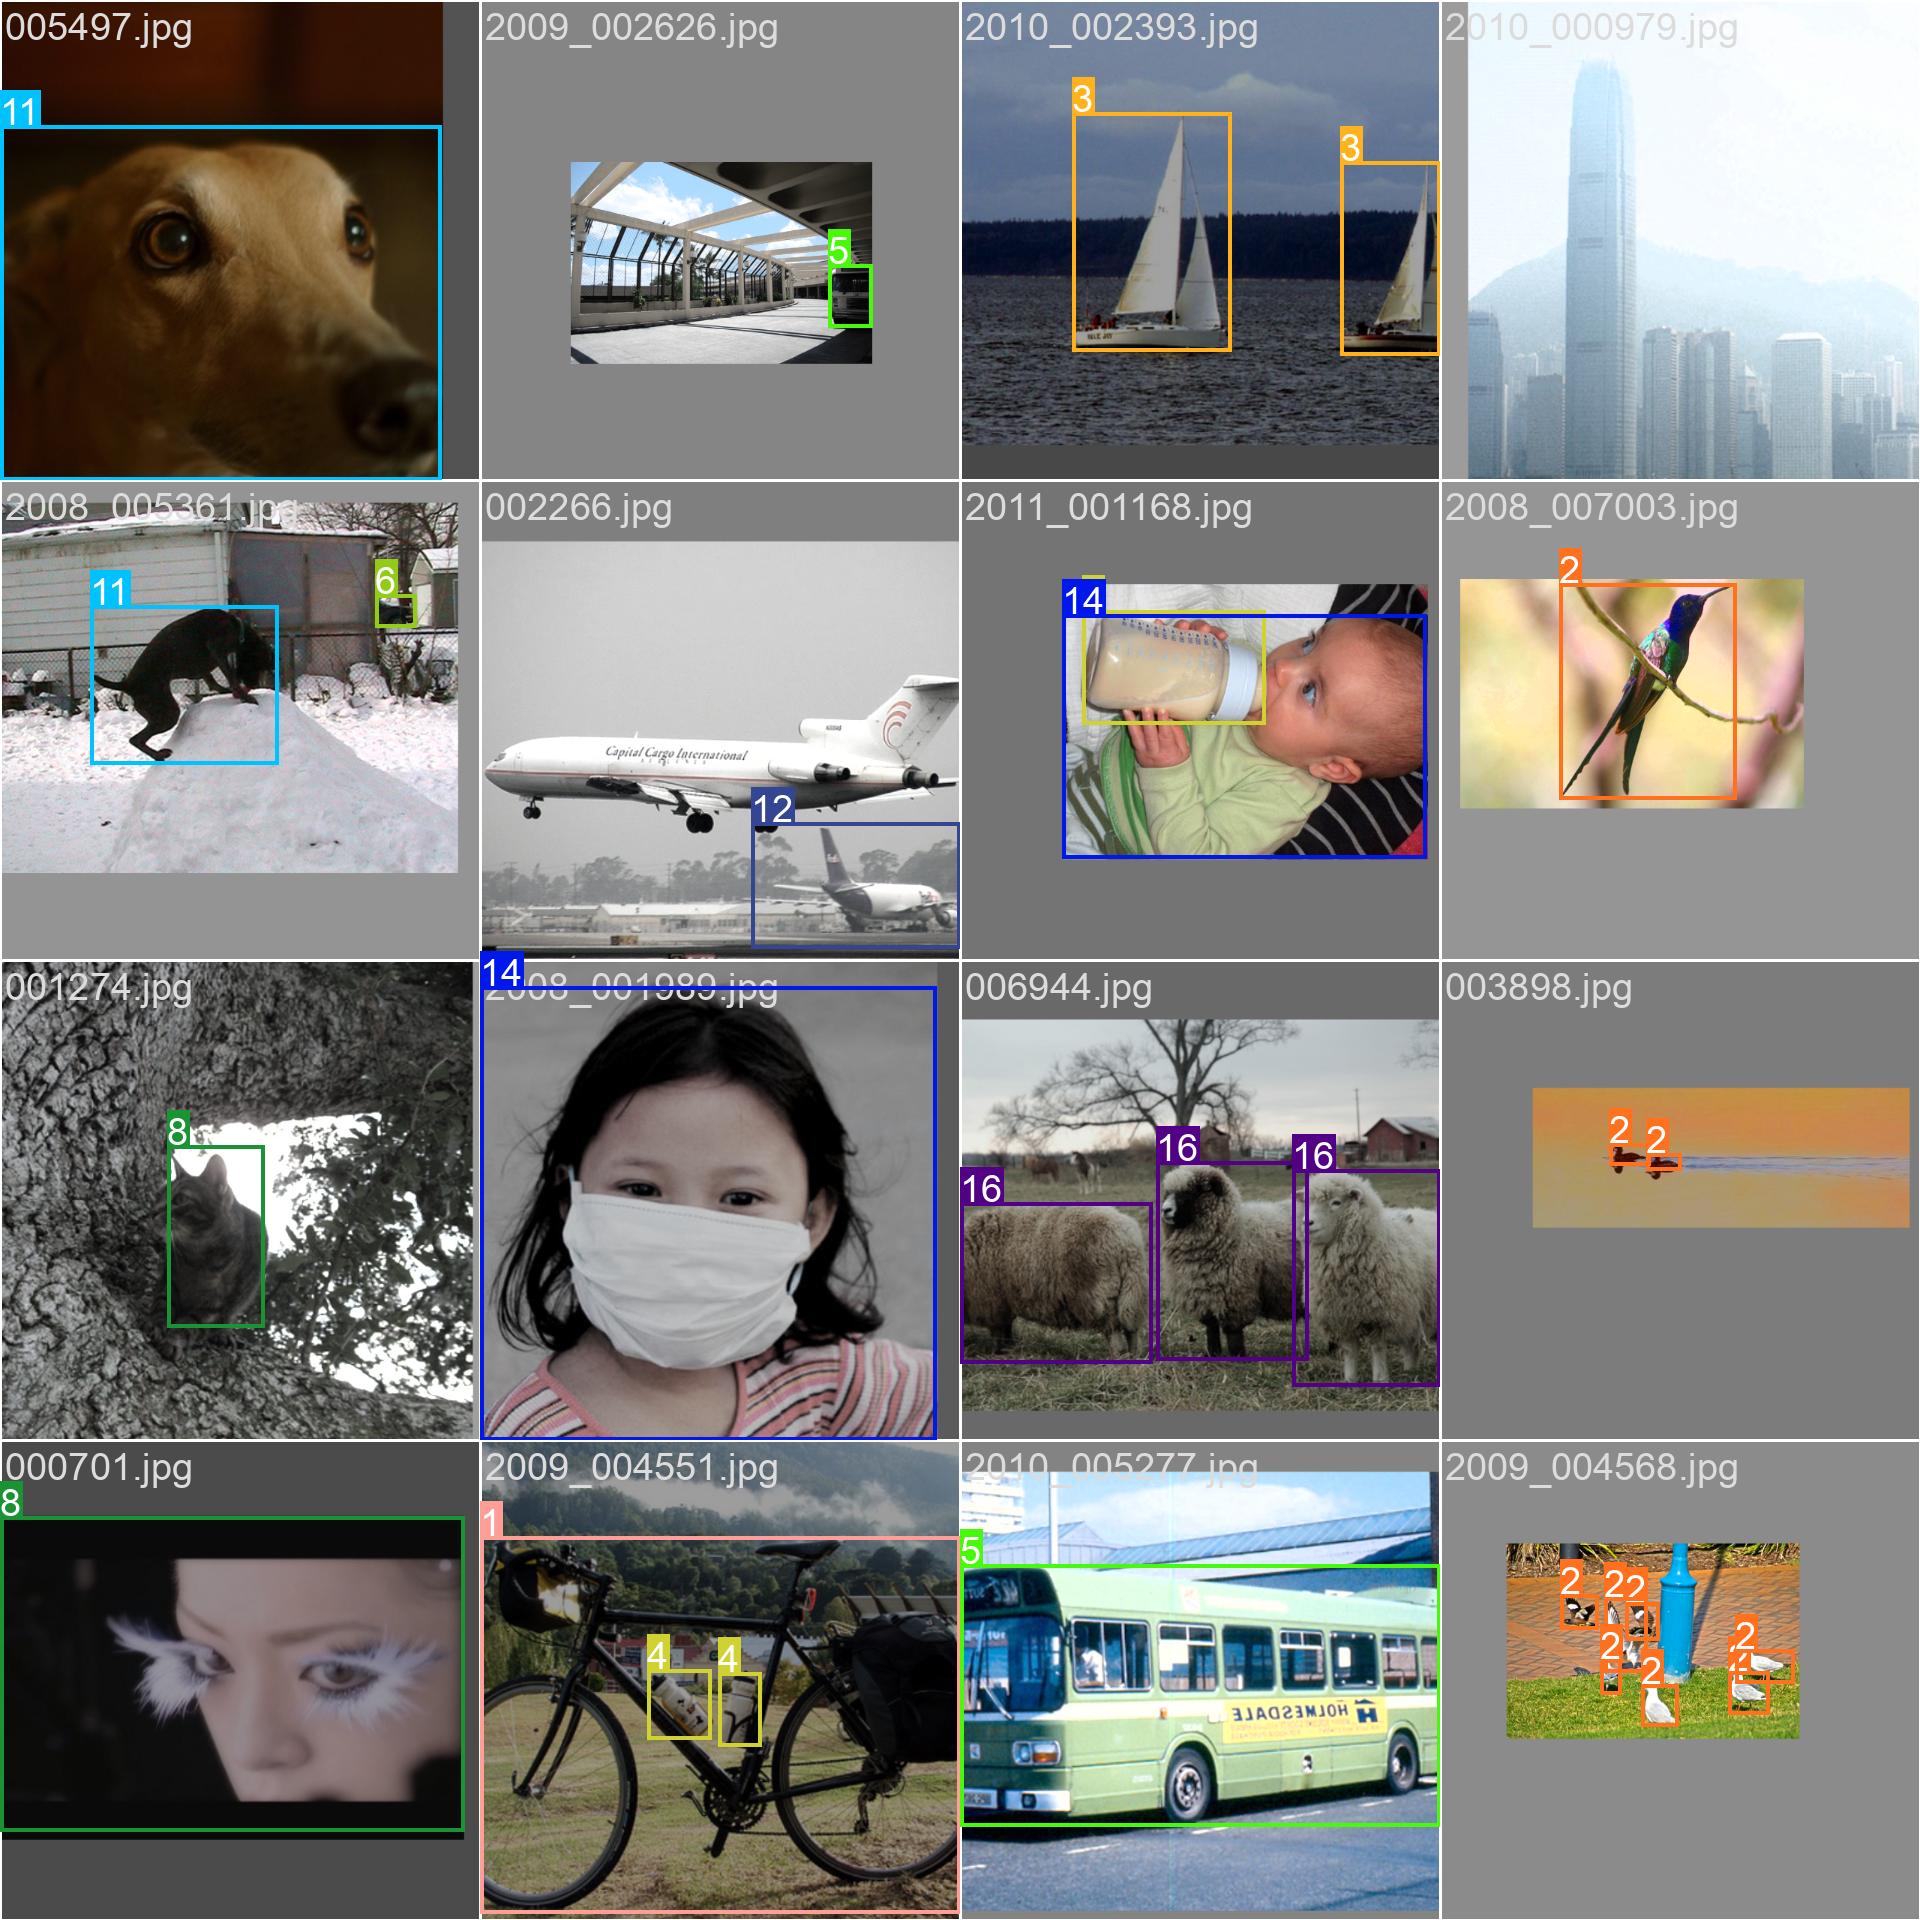 005497.jpg
2009_002626.jpg
2010_002393.jpg
2010_000979.jpg
11
5
3
3
2008_005361.jpg
002266.jpg
2011_001168.jpg
2008_007003.jpg
11
6
Capital Cargo International
AIRLINES
12
14
2
001274.jpg
2008_001989.jpg
006944.jpg
003898.jpg
8
14
16
16
16
2
2
000701.jpg
2009_004551.jpg
2010_005277.jpg
2009_004568.jpg
8
1
4
4
5
HOLMESDALE
H
2
2
2
2
2
2
2